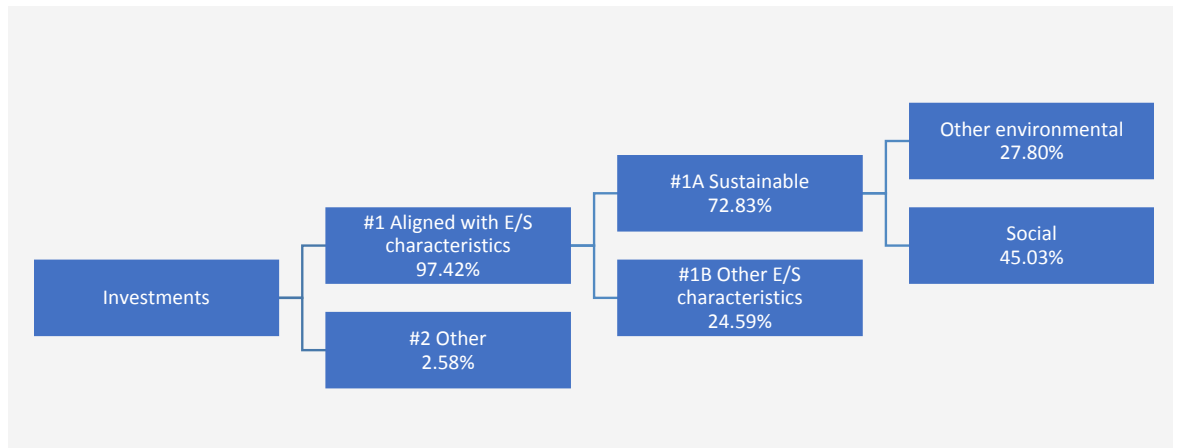 Investments
#1 Aligned with E/S
characteristics
97.42%
#2 Other
2.58%
#1A Sustainable
72.83%
#1B Other E/S
characteristics
24.59%
Other environmental
27.80%
Social
45.03%